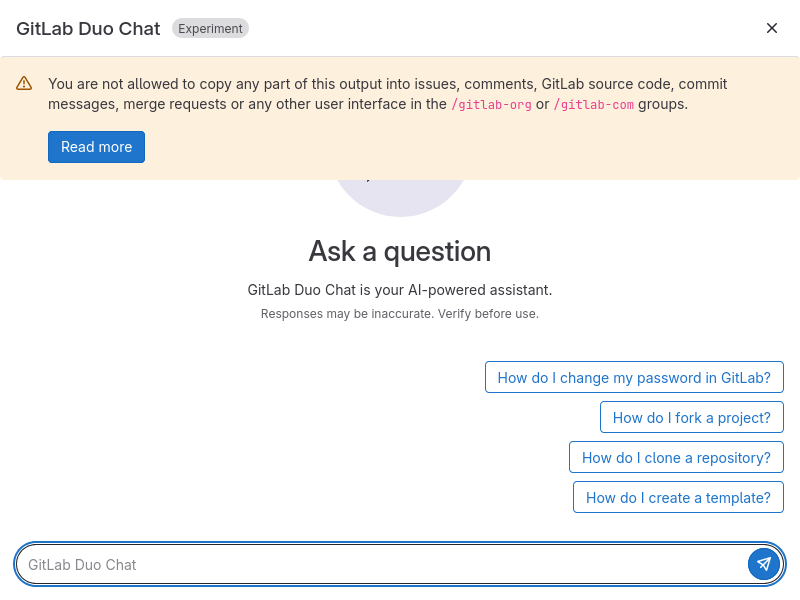 GitLab Duo Chat Experiment
You are not allowed to copy any part of this output into issues, comments, GitLab source code, commit
messages, merge requests or any other user interface in the /gitlab-org or /gitlab-com groups.
Read more
Ask a question
GitLab Duo Chat is your AI-powered assistant.
Responses may be inaccurate. Verify before use.
How do I change my password in GitLab?
How do I fork a project?
How do I clone a repository?
How do I create a template?
GitLab Duo Chat